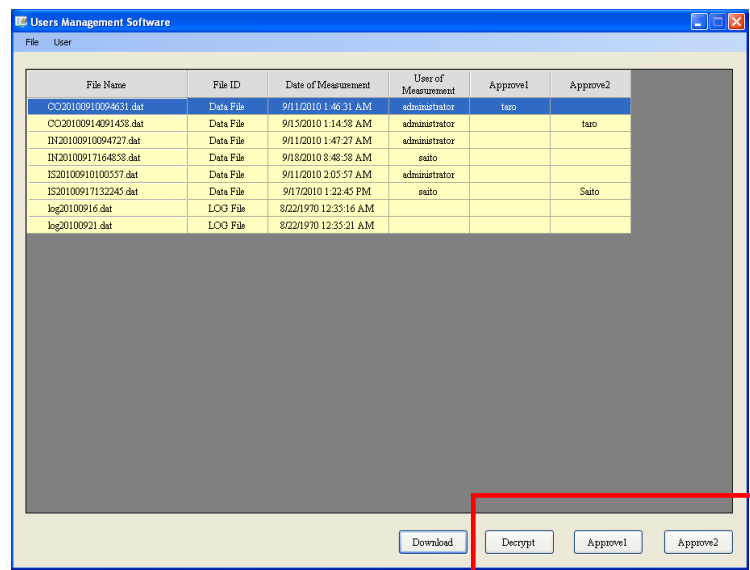 Users Management Software
File User
File Name File ID Date of Measurement User of Measurement Approve1 Approve2
CO20100910094631.dat Data File 9/11/2010 1:46:31 AM administrator taro
CO20100914091458.dat Data File 9/15/2010 1:14:58 AM administrator taro
IN20100910094727.dat Data File 9/11/2010 1:47:27 AM administrator
IN20100917164858.dat Data File 9/18/2010 8:48:58 AM saito
IS20100910100557.dat Data File 9/11/2010 2:05:57 AM administrator
IS20100917132245.dat Data File 9/17/2010 1:22:45 PM saito Saito
log20100916.dat LOG File 8/22/1970 12:35:16 AM
log20100921.dat LOG File 8/22/1970 12:35:21 AM
Download Decrypt Approve1 Approve2